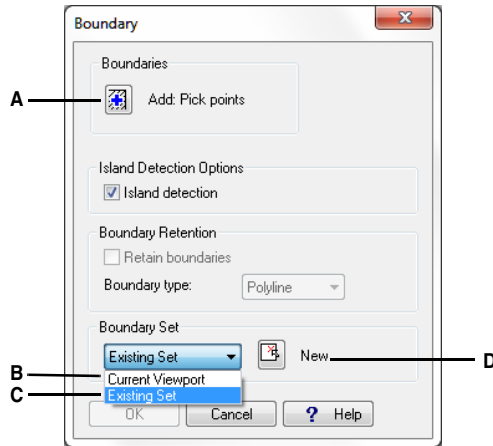 Boundary
Boundaries
A
Add: Pick points
Island Detection Options
Island detection
Boundary Retention
Retain boundaries
Boundary type:
Polyline
Boundary Set
Existing Set
New
D
B
Current Viewport
C
Existing Set
OK
Cancel
? Help